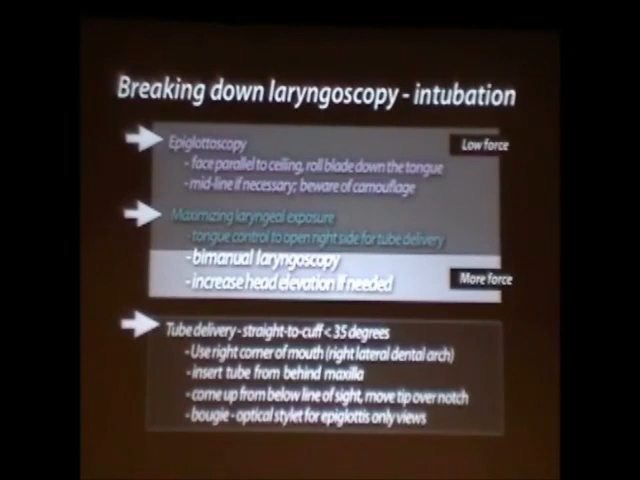 Breaking down laryngoscopy - intubation
Epiglottoscopy
Low force
- face parallel to ceiling, roll blade down the tongue
- mid-line if necessary; beware of camouflage
Maximizing laryngeal exposure
- tongue control to open right side for tube delivery
- bimanual laryngoscopy
- increase head elevation if needed
More force
Tube delivery - straight-to-cuff < 35 degrees
- Use right corner of mouth (right lateral dental arch)
- insert tube from behind maxilla
- come up from below line of sight, move tip over notch
- bougie - optical stylet for epiglottis only views